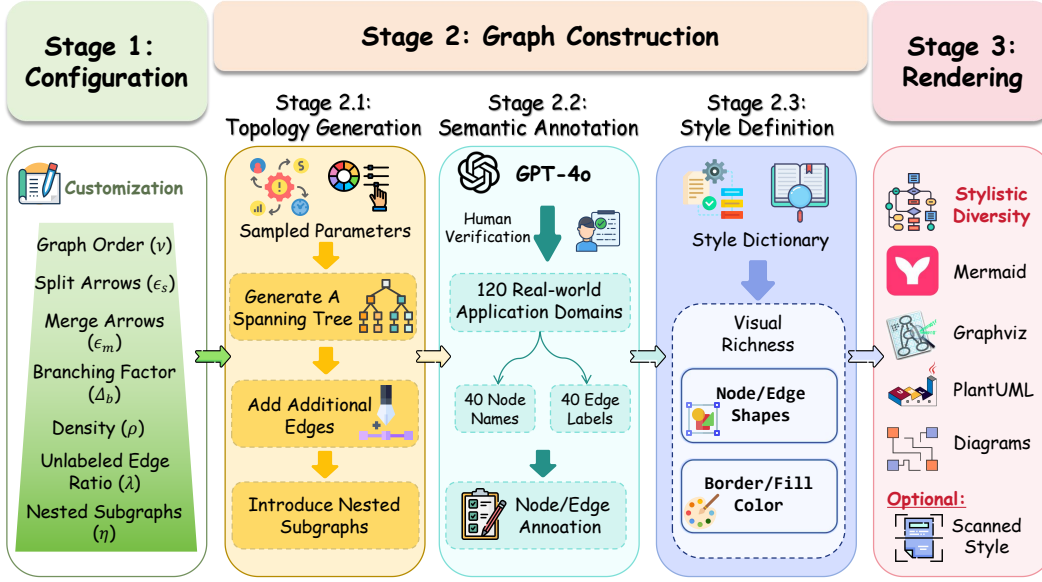 Stage 1:
Configuration
Stage 2: Graph Construction
Stage 3:
Rendering
Customization
Graph Order (ν)
Split Arrows (ϵₛ)
Merge Arrows
(ϵₘ)
Branching Factor
(Δ_b)
Density (ρ)
Unlabeled Edge
Ratio (λ)
Nested Subgraphs
(η)
Stage 2.1:
Topology Generation
Sampled Parameters
Generate A
Spanning Tree
Add Additional
Edges
Introduce Nested
Subgraphs
Stage 2.2:
Semantic Annotation
GPT-4o
Human
Verification
120 Real-world
Application Domains
40 Node
Names
40 Edge
Labels
Node/Edge
Annoation
Stage 2.3:
Style Definition
Style Dictionary
Visual
Richness
Node/Edge
Shapes
Border/Fill
Color
Stylistic
Diversity
Mermaid
Graphviz
PlantUML
Diagrams
Optional:
Scanned
Style